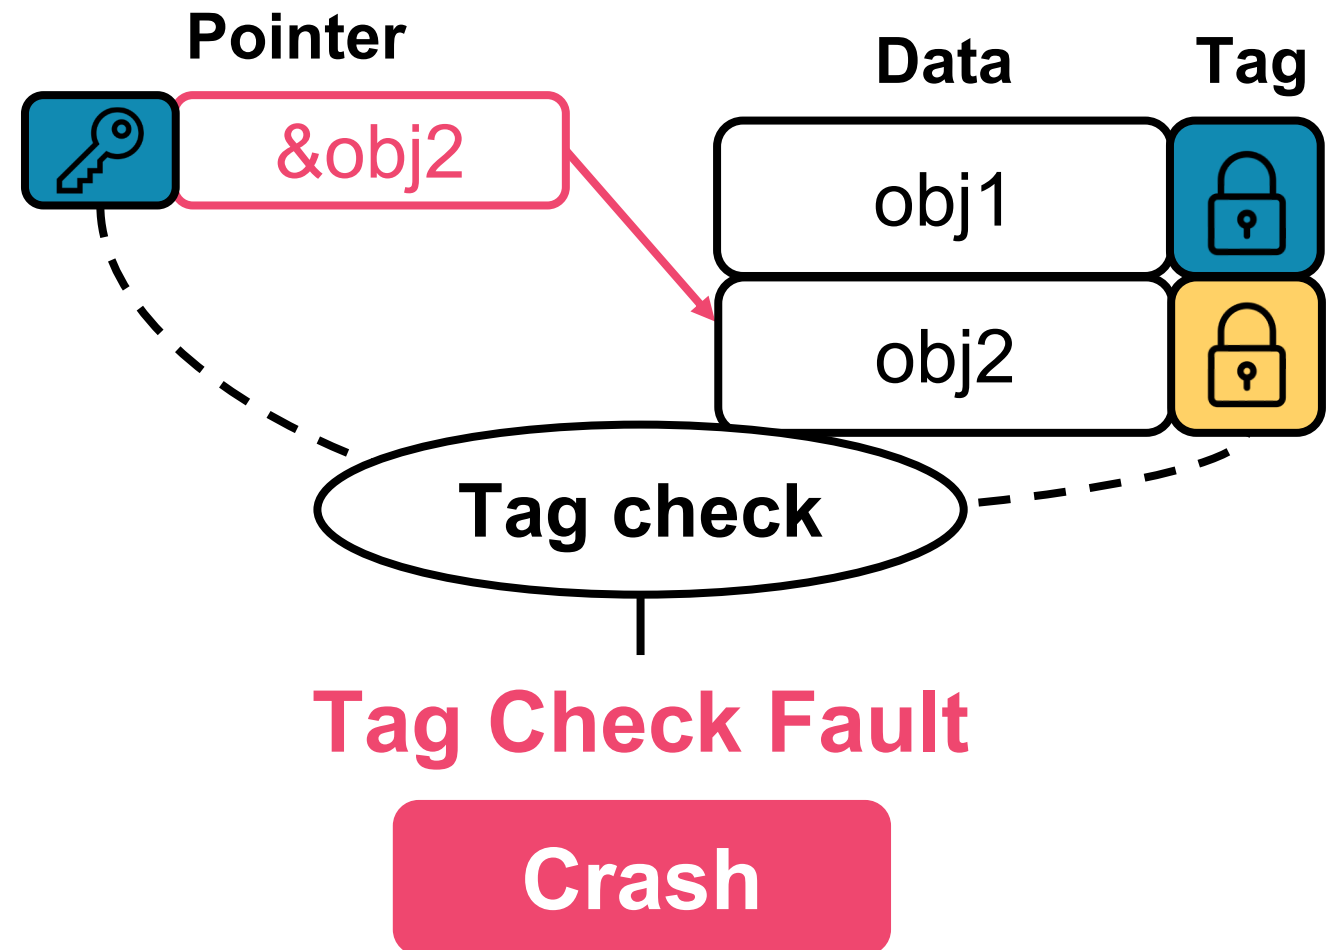 Pointer
Data
Tag
&obj2
obj1
obj2
Tag check
Tag Check Fault
Crash